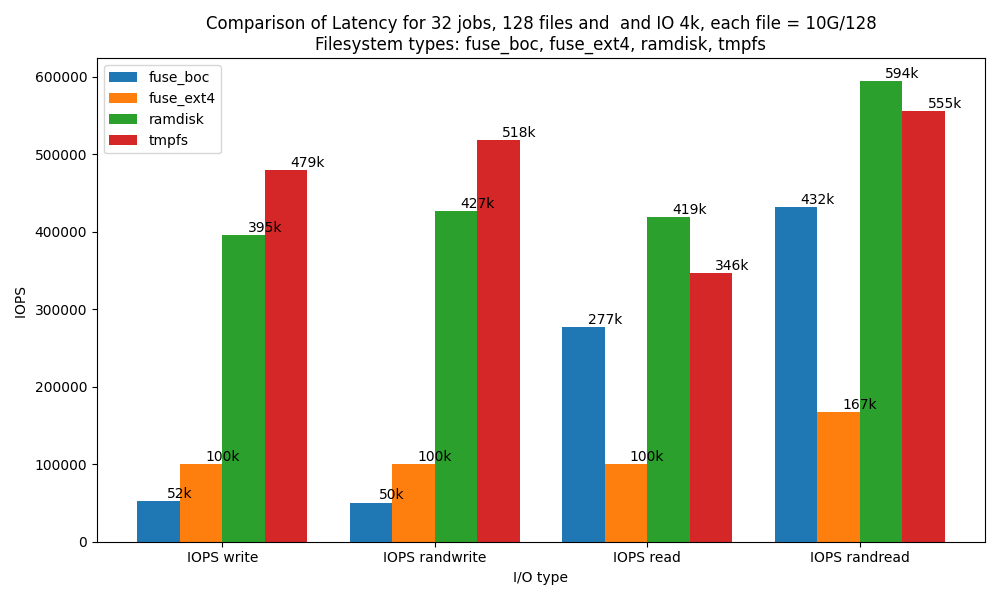 Comparison of Latency for 32 jobs, 128 files and  and IO 4k, each file = 10G/128
Filesystem types: fuse_boc, fuse_ext4, ramdisk, tmpfs
fuse_boc
fuse_ext4
ramdisk
tmpfs
IOPS
600000
500000
400000
300000
200000
100000
0
52k
100k
395k
479k
50k
100k
427k
518k
277k
100k
419k
346k
432k
167k
594k
555k
IOPS write
IOPS randwrite
IOPS read
IOPS randread
I/O type